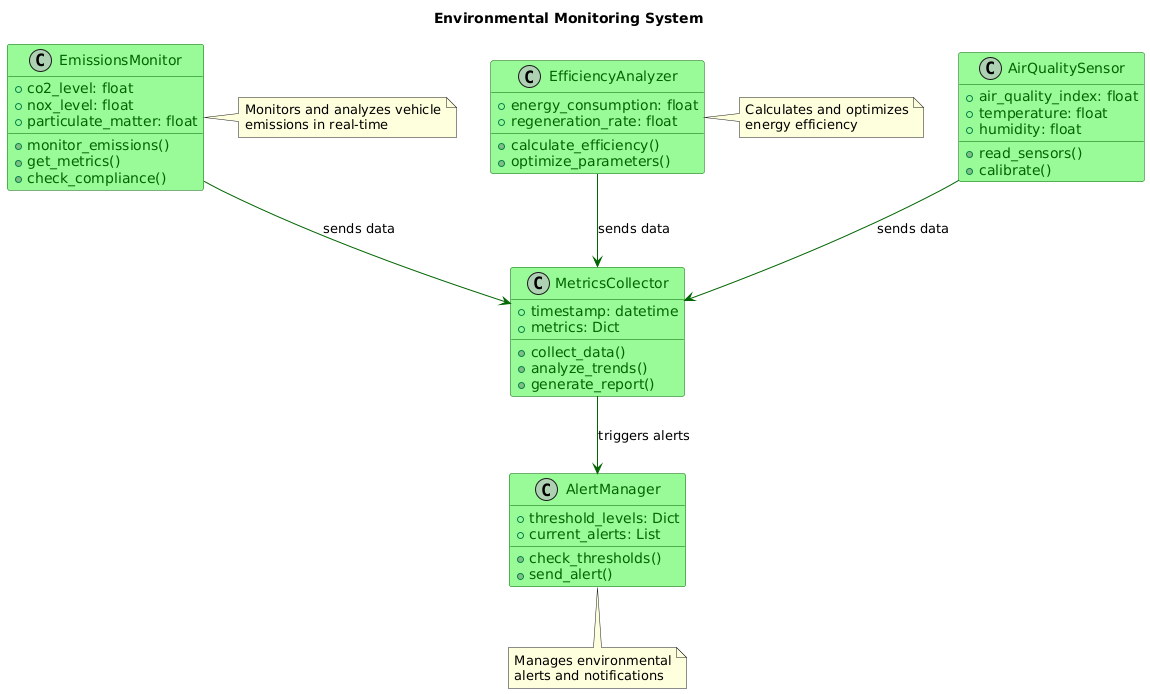 Environmental Monitoring System
C EmissionsMonitor
co2_level: float
nox_level: float
particulate_matter: float
monitor_emissions()
get_metrics()
check_compliance()
Monitors and analyzes vehicle
emissions in real-time
C EfficiencyAnalyzer
energy_consumption: float
regeneration_rate: float
calculate_efficiency()
optimize_parameters()
Calculates and optimizes
energy efficiency
C AirQualitySensor
air_quality_index: float
temperature: float
humidity: float
read_sensors()
calibrate()
sends data
sends data
sends data
C MetricsCollector
timestamp: datetime
metrics: Dict
collect_data()
analyze_trends()
generate_report()
triggers alerts
C AlertManager
threshold_levels: Dict
current_alerts: List
check_thresholds()
send_alert()
Manages environmental
alerts and notifications